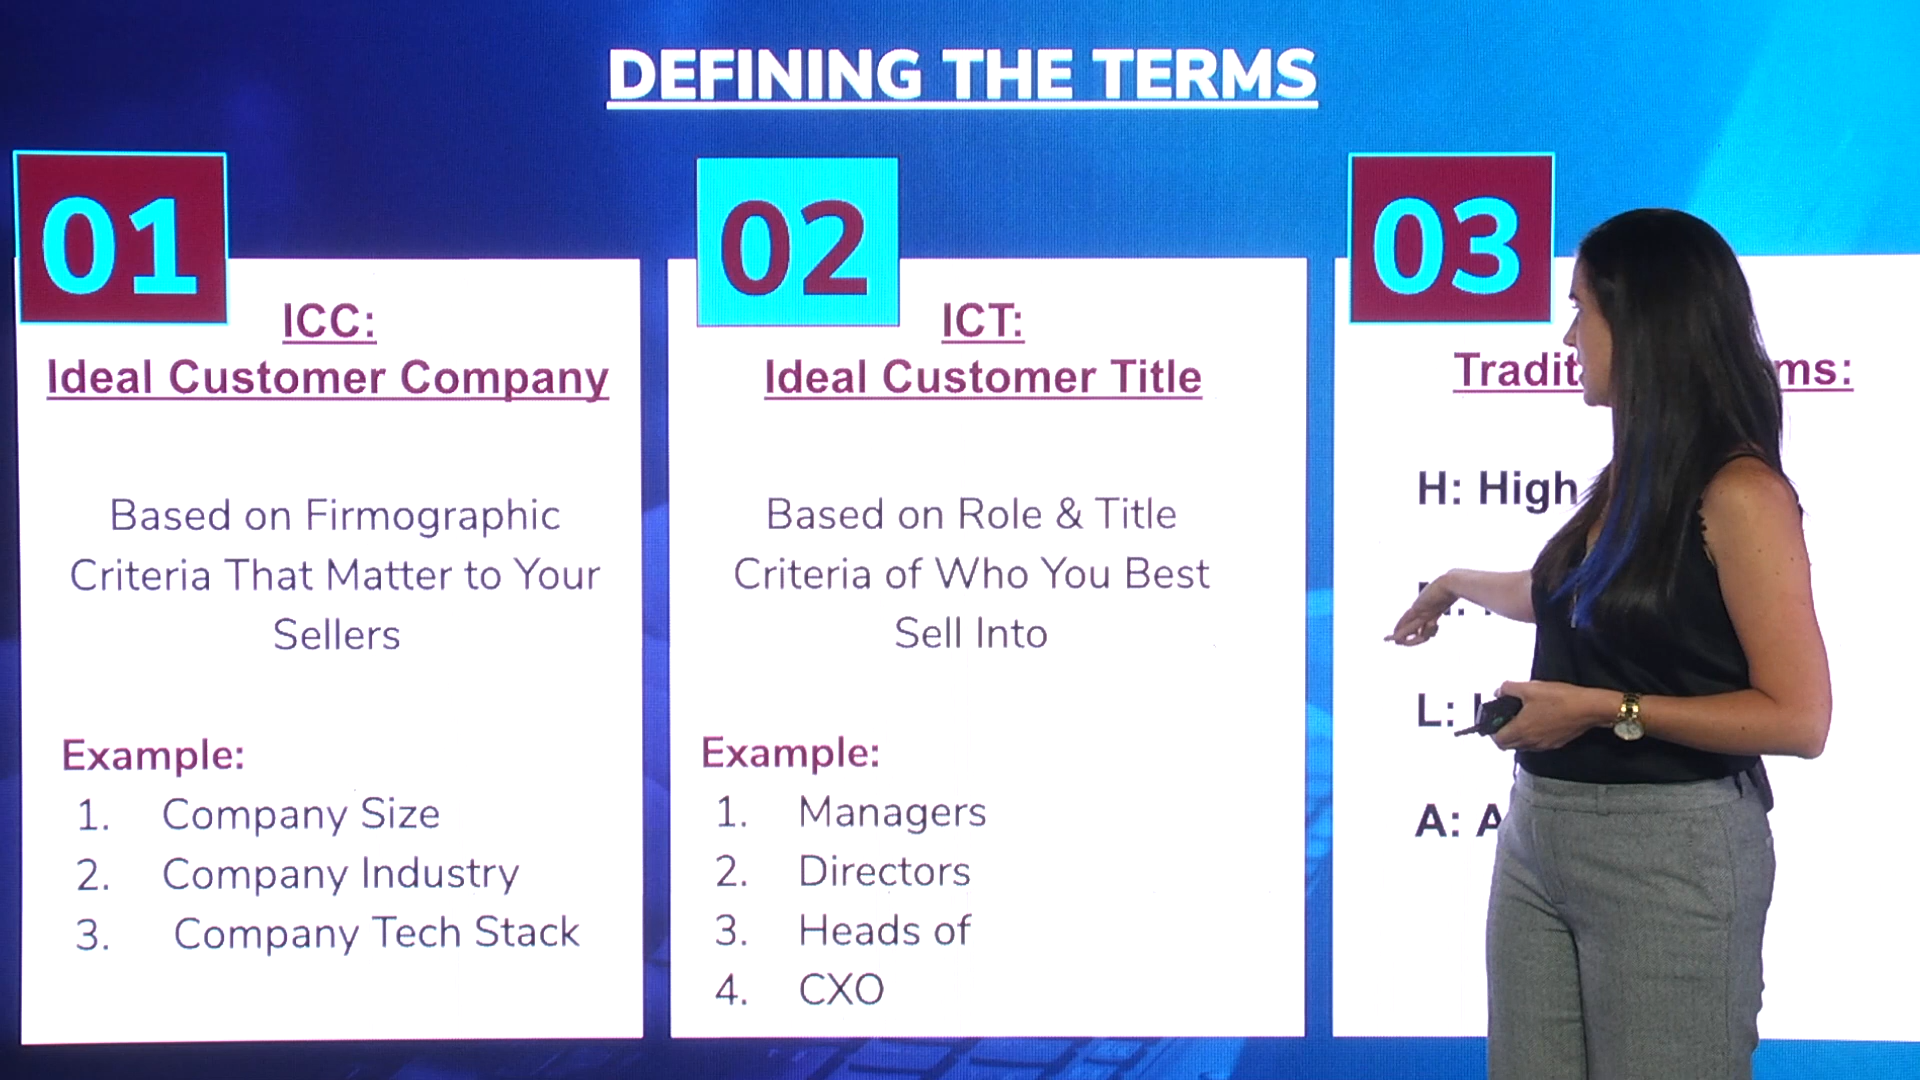 DEFINING THE TERMS
01
ICC:
Ideal Customer Company
Based on Firmographic
Criteria That Matter to Your
Sellers
Example:
1. Company Size
2. Company Industry
3. Company Tech Stack
02
ICT:
Ideal Customer Title
Based on Role & Title
Criteria of Who You Best
Sell Into
Example:
1. Managers
2. Directors
3. Heads of
4. CXO
03
H: High
L:
A: